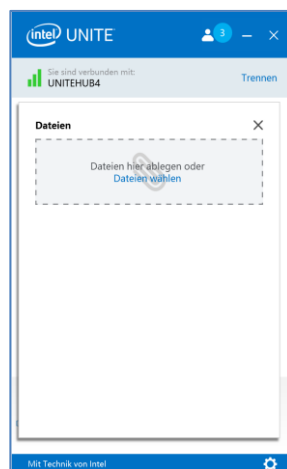 intel UNITE
3
Sie sind verbunden mit:
UNITEHUB4
Trennen
Dateien
Dateien hier ablegen oder
Dateien wählen
Mit Technik von Intel